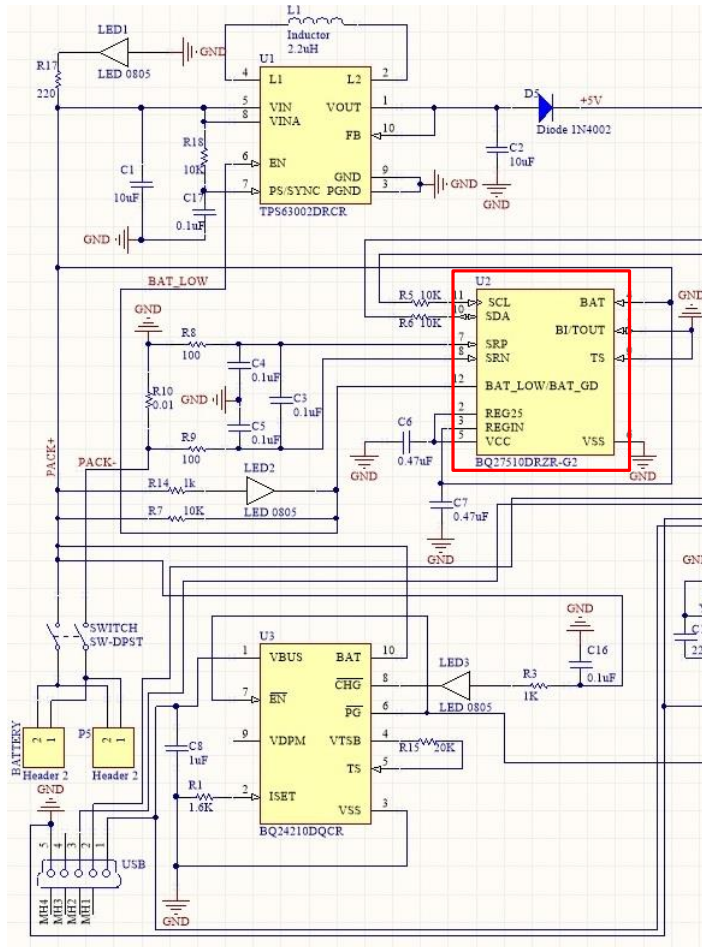 L1
Inductor
2.2uH
LED1
GND
R17
LED 0805
220
U1
4 L1 L2 2
5 VIN VOUT 1
8 VINA
FB 10
6 EN
GND 9
7 PS/SYNC PGND 3
TPS63002DRCR
D5 +5V
Diode 1N4002
C2
10uF
GND
R18
10K
C1
10uF
C17
0.1uF
GND
GND
BAT_LOW
GND
U2
R5 10K 11 SCL BAT
R6 10K 10 SDA
BI/TOUT
7 SRP
8 SRN TS
12 BAT_LOW/BAT_GD
2 REG25
3 REGIN
5 VCC VSS
BQ27510DRZR-G2
GND
GND
R8
100
C4
0.1uF
R10
0.01
GND
C3
0.1uF
C5
0.1uF
R9
100
C6
0.47uF
GND
C7
0.47uF
GND
PACK+
PACK-
LED2
R14 1k
LED 0805
R7 10K
SWITCH
SW-DPST
U3
1 VBUS BAT 10
CHG 8
7 EN
PG 6
9 VDPM VTSB 4
TS 5
2 ISET
VSS 3
BQ24210DQCR
LED3
LED 0805
R3
1K
GND
C16
0.1uF
R15 20K
C8
1uF
R1
1.6K
GND
BATTERY
2 1
Header 2
P5
2 1
Header 2
GND
5 4 3 2 1
USB
MH4
MH3
MH2
MH1